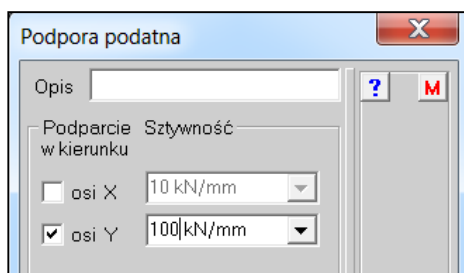 Podpora podatna
X
Opis
? M
Podparcie Sztywność
w kierunku
osi X 10 kN/mm
osi Y 100 kN/mm